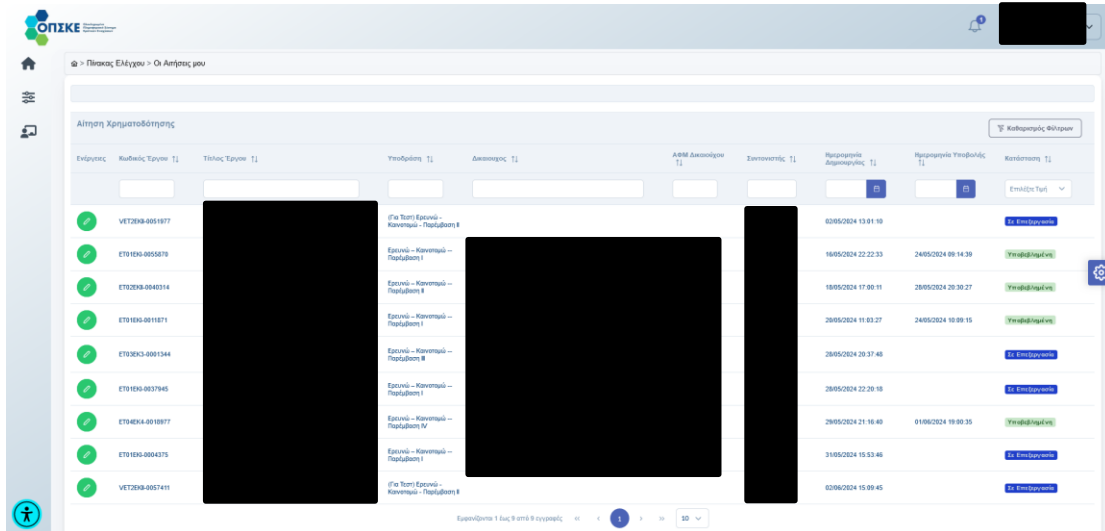 ΟΠΣΚΕ
1
> Πίνακας Ελέγχου > Οι Αιτήσεις μου
Αίτηση Χρηματοδότησης
Καθαρισμός Φίλτρων
Ενέργειες Κωδικός Έργου Τίτλος Έργου Υποδράση Δικαιούχος ΑΦΜ Δικαιούχου Συντονιστής Ημερομηνία Δημιουργίας Ημερομηνία Υποβολής Κατάσταση
Επιλέξτε Τιμή
VET2EKII-0051977 (Για Τεστ) Ερευνώ - Καινοτομώ - Παρέμβαση II 02/05/2024 13:01:10 Σε Επεξεργασία
ET01EKI-0055870 Ερευνώ – Καινοτομώ – Παρέμβαση I 16/05/2024 22:22:33 24/05/2024 09:14:39 Υποβεβλημένη
ET02EKII-0040314 Ερευνώ – Καινοτομώ – Παρέμβαση II 18/05/2024 17:00:11 28/05/2024 20:30:27 Υποβεβλημένη
ET01EKI-0011871 Ερευνώ – Καινοτομώ – Παρέμβαση I 20/05/2024 11:03:27 24/05/2024 10:09:15 Υποβεβλημένη
ET03EK3-0001344 Ερευνώ – Καινοτομώ – Παρέμβαση III 28/05/2024 20:37:48 Σε Επεξεργασία
ET01EKI-0037945 Ερευνώ – Καινοτομώ – Παρέμβαση I 28/05/2024 22:20:18 Σε Επεξεργασία
ET04EK4-0018977 Ερευνώ – Καινοτομώ – Παρέμβαση IV 29/05/2024 21:16:40 01/06/2024 19:00:35 Υποβεβλημένη
ET01EKI-0004375 Ερευνώ – Καινοτομώ – Παρέμβαση I 31/05/2024 15:53:46 Σε Επεξεργασία
VET2EKII-0057411 (Για Τεστ) Ερευνώ - Καινοτομώ - Παρέμβαση II 02/06/2024 15:09:45 Σε Επεξεργασία
Εμφανίζονται 1 έως 9 από 9 εγγραφές « ‹ 1 › » 10